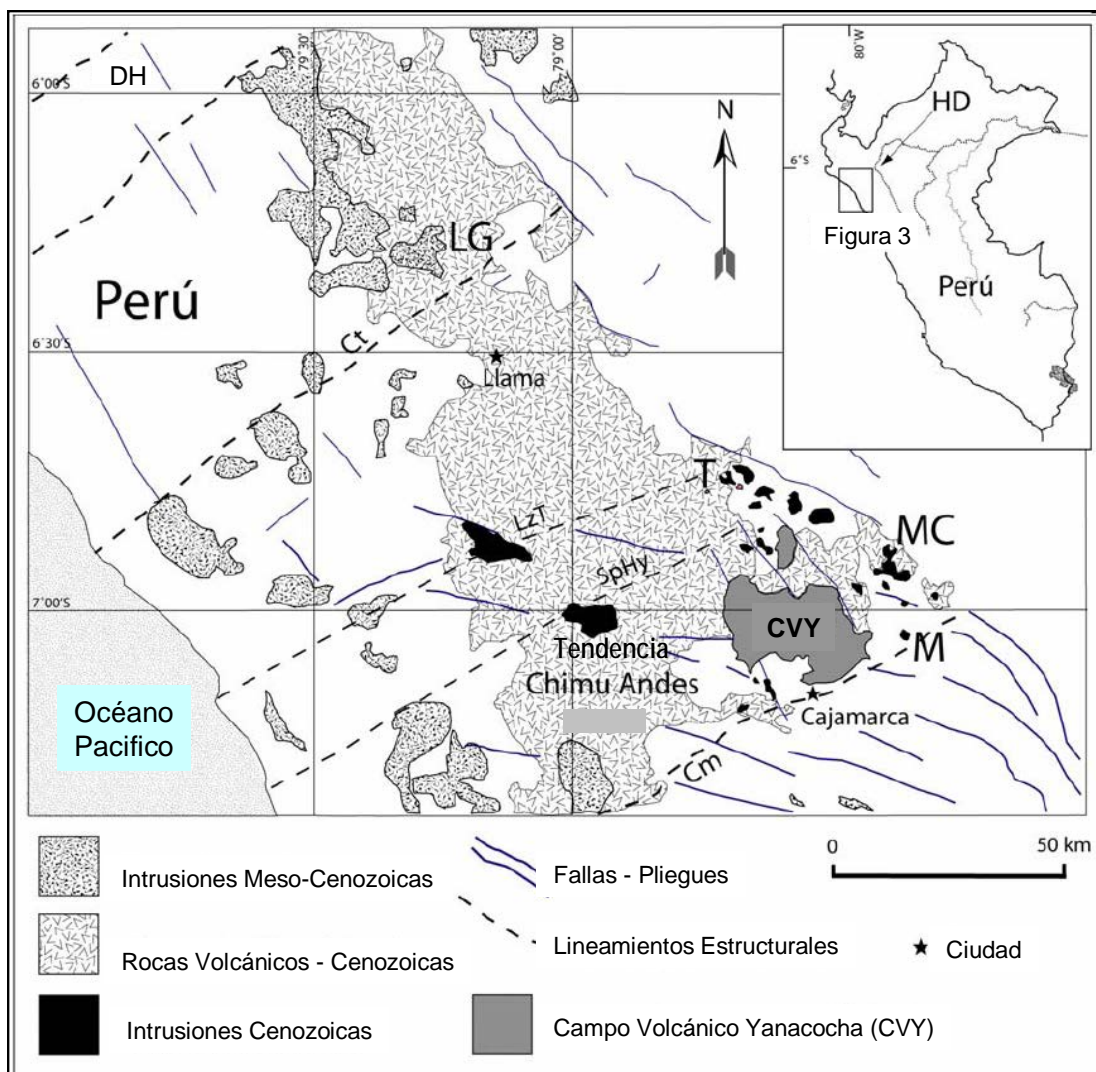 79˚30'
79˚00'
6˚00'S
DH
N
80˚W
HD
6˚S
Figura 3
Perú
LG
Perú
Ct
6˚30'S
Llama
T
LzT
MC
SpHy
7˚00'S
CVY
M
Tendencia
Chimu Andes
Océano
Pacifico
Cajamarca
Cm
0
50 km
Intrusiones Meso-Cenozoicas
Fallas - Pliegues
Rocas Volcánicos - Cenozoicas
Lineamientos Estructurales
Ciudad
Intrusiones Cenozoicas
Campo Volcánico Yanacocha (CVY)